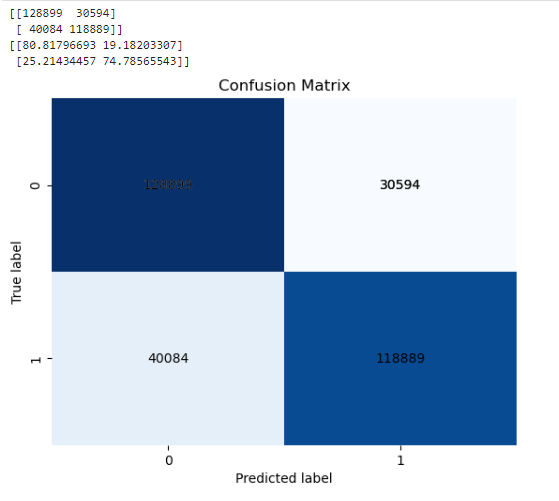 [[128899  30594]
 [ 40084 118889]]
[[80.81796693 19.18203307]
 [25.21434457 74.78565543]]
Confusion Matrix
0
30594
True label
1
40084
118889
0
1
Predicted label